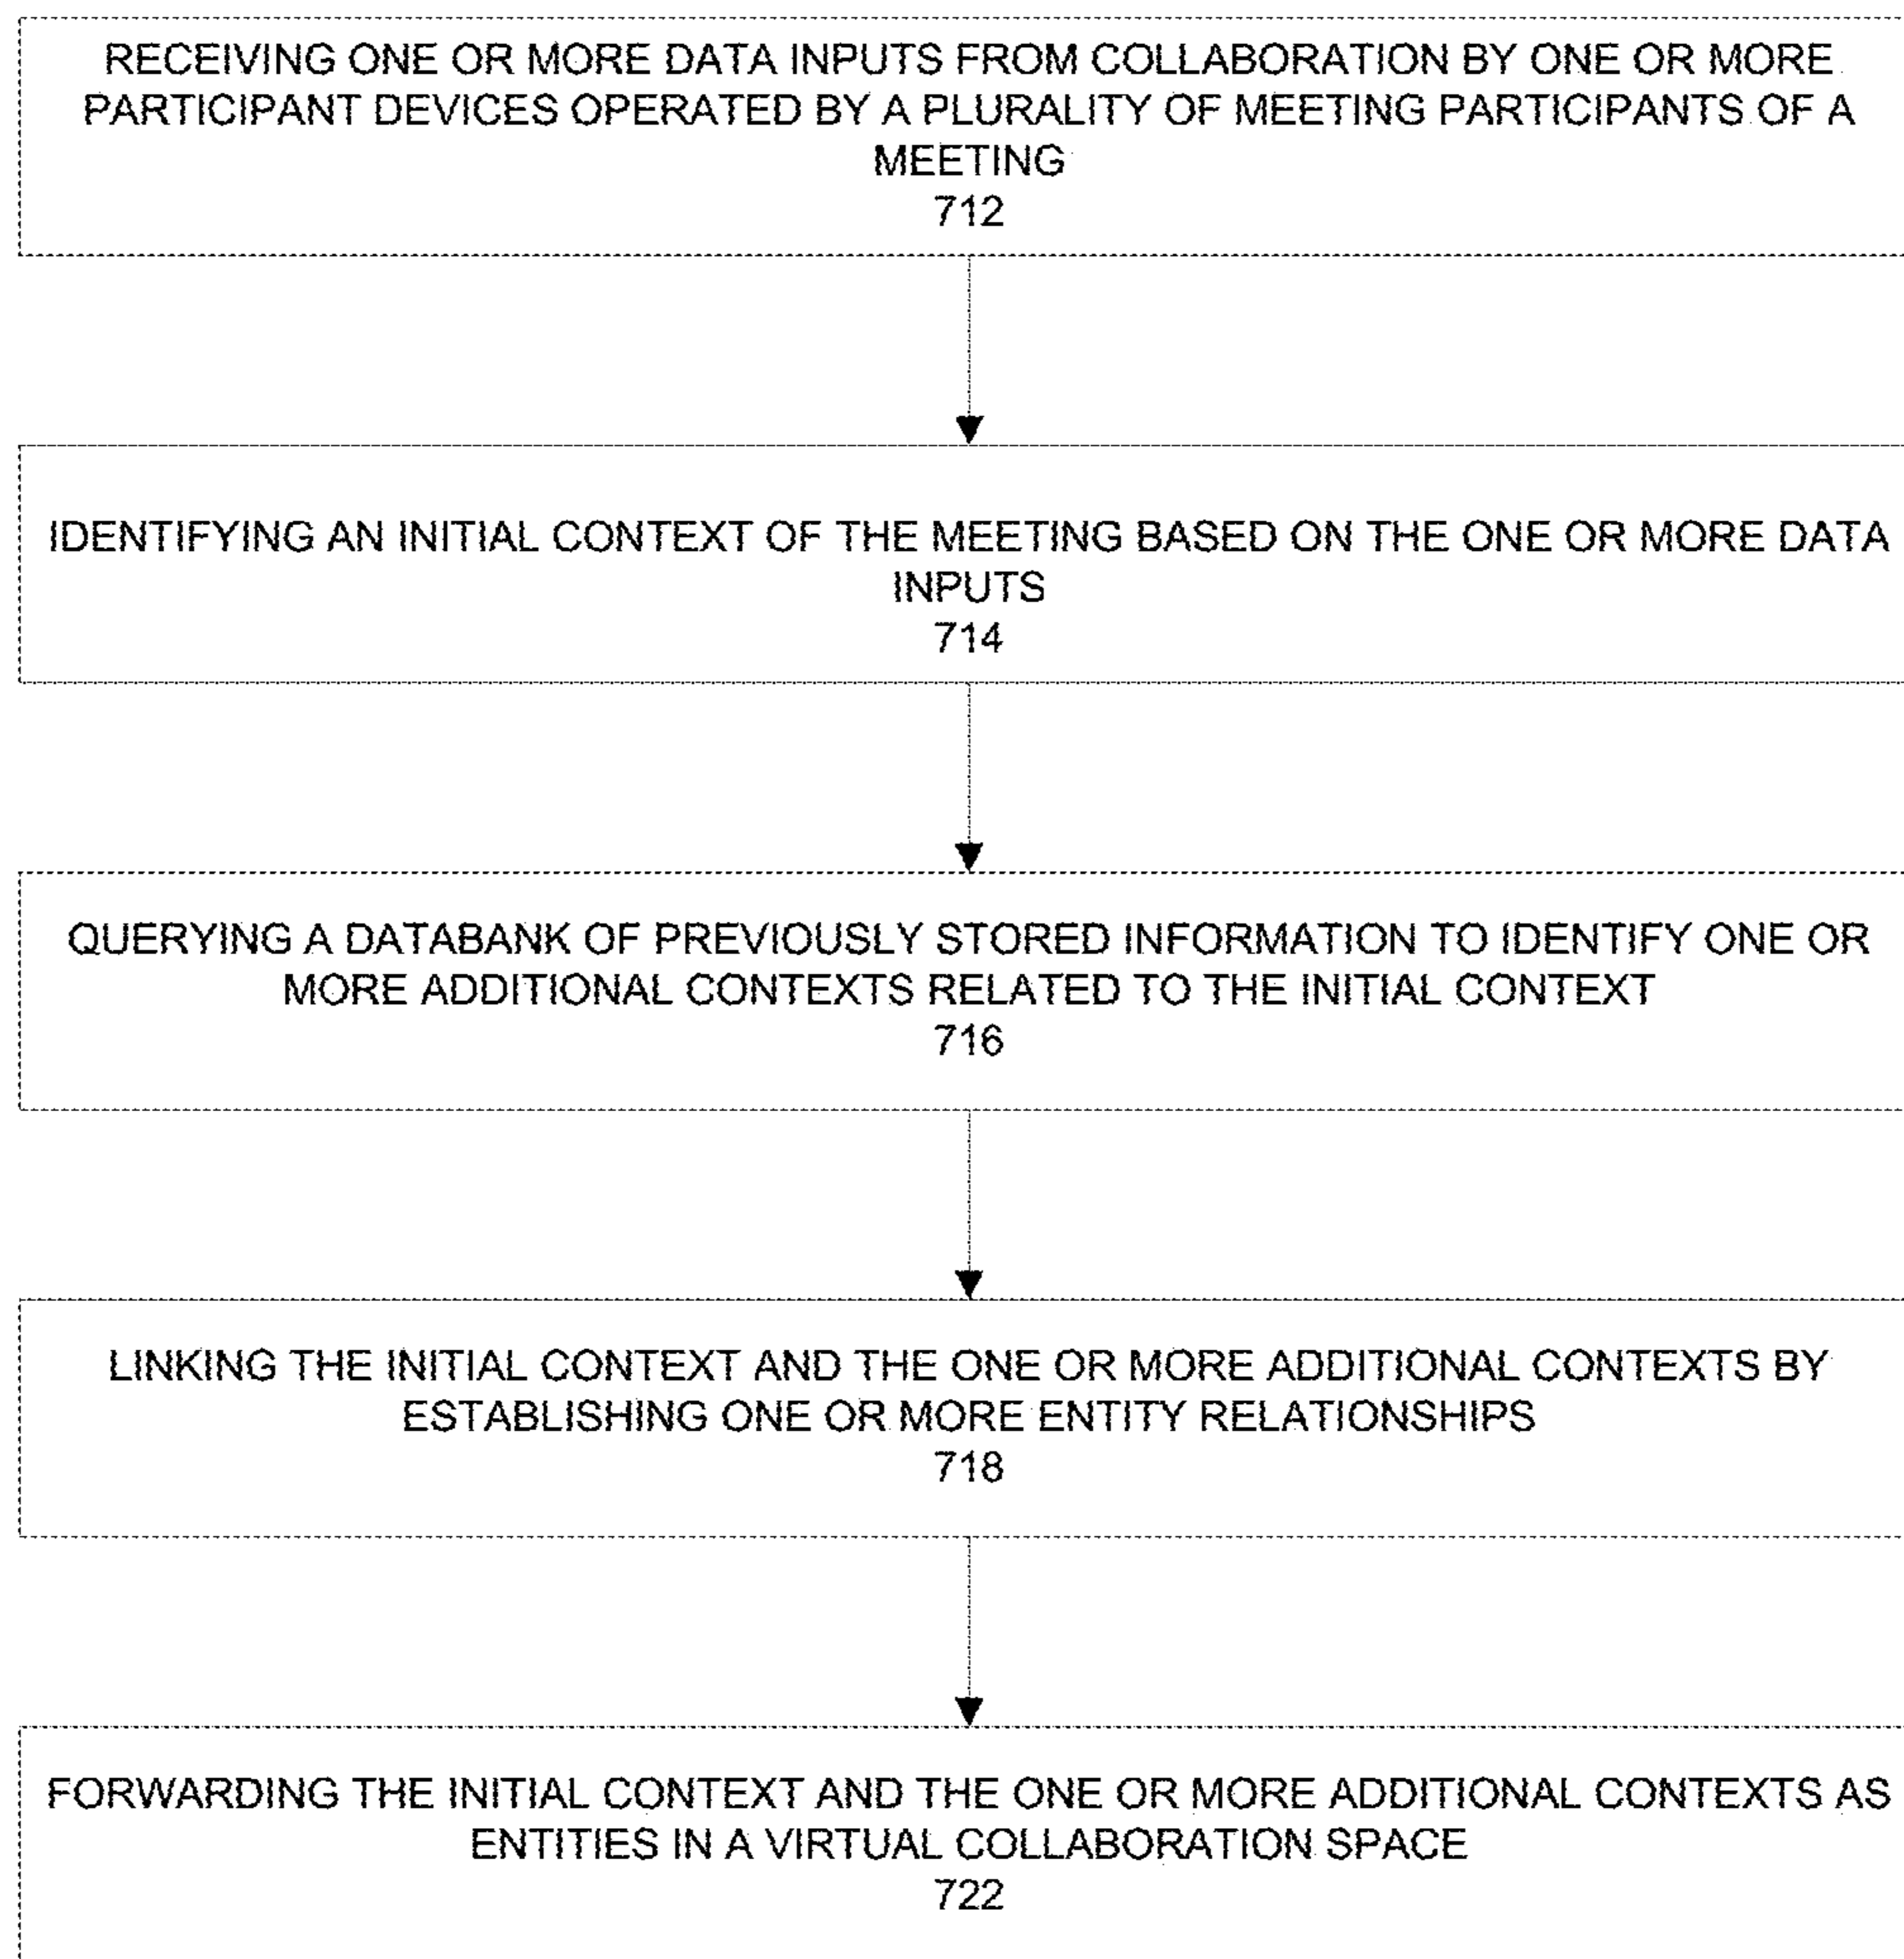 RECEIVING ONE OR MORE DATA INPUTS FROM COLLABORATION BY ONE OR MORE
PARTICIPANT DEVICES OPERATED BY A PLURALITY OF MEETING PARTICIPANTS OF A
MEETING
712
IDENTIFYING AN INITIAL CONTEXT OF THE MEETING BASED ON THE ONE OR MORE DATA
INPUTS
714
QUERYING A DATABANK OF PREVIOUSLY STORED INFORMATION TO IDENTIFY ONE OR
MORE ADDITIONAL CONTEXTS RELATED TO THE INITIAL CONTEXT
716
LINKING THE INITIAL CONTEXT AND THE ONE OR MORE ADDITIONAL CONTEXTS BY
ESTABLISHING ONE OR MORE ENTITY RELATIONSHIPS
718
FORWARDING THE INITIAL CONTEXT AND THE ONE OR MORE ADDITIONAL CONTEXTS AS
ENTITIES IN A VIRTUAL COLLABORATION SPACE
722